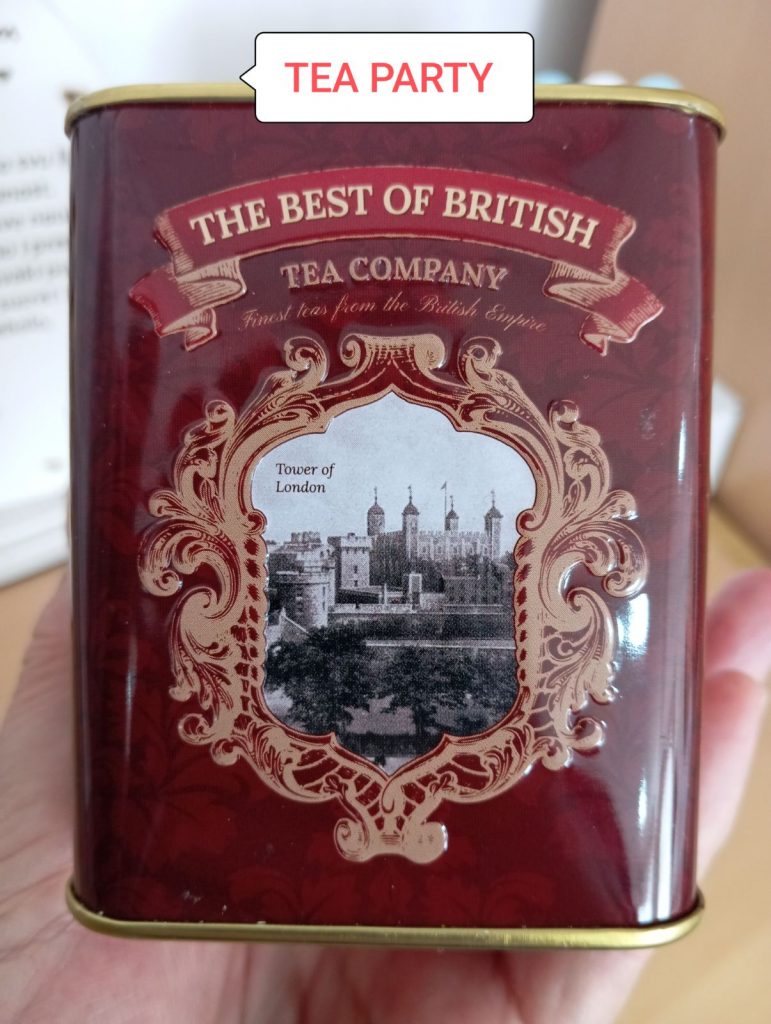 TEA PARTY
THE BEST OF BRITISH
TEA COMPANY
Finest teas from the British Empire
Tower of
London